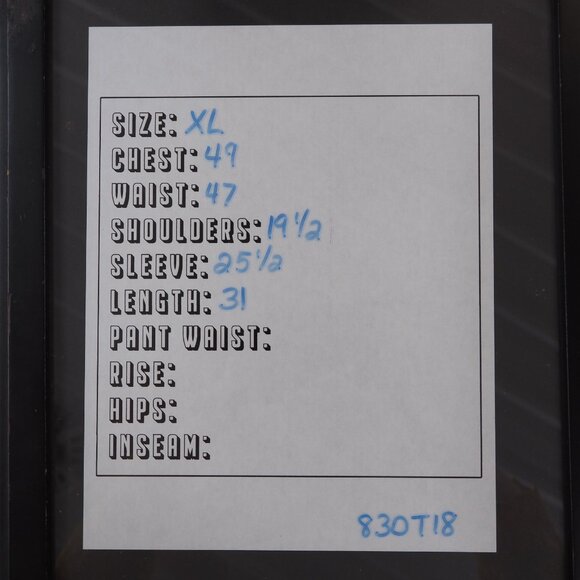 SIZE: XL
CHEST: 49
WAIST: 47
SHOULDERS: 19 1/2
SLEEVE: 25 1/2
LENGTH: 31
PANT WAIST:
RISE:
HIPS:
INSEAM:
830T18